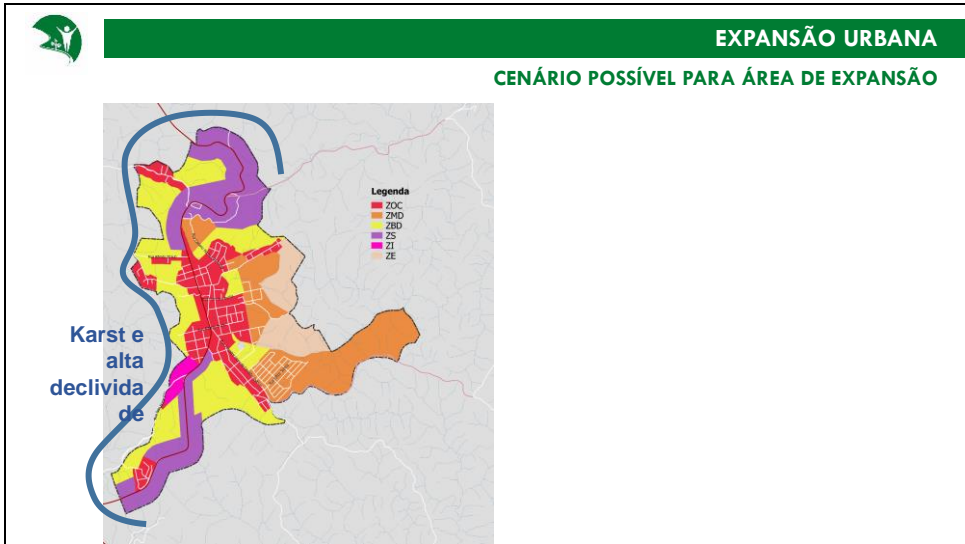 EXPANSÃO URBANA
CENÁRIO POSSÍVEL PARA ÁREA DE EXPANSÃO
Legenda
ZOC
ZMD
ZBD
ZS
ZI
ZE
Karst e
alta
declivida
de